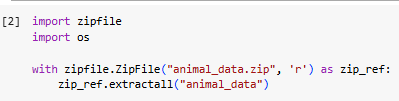 [2] import zipfile
import os

with zipfile.ZipFile("animal_data.zip", 'r') as zip_ref:
    zip_ref.extractall("animal_data")